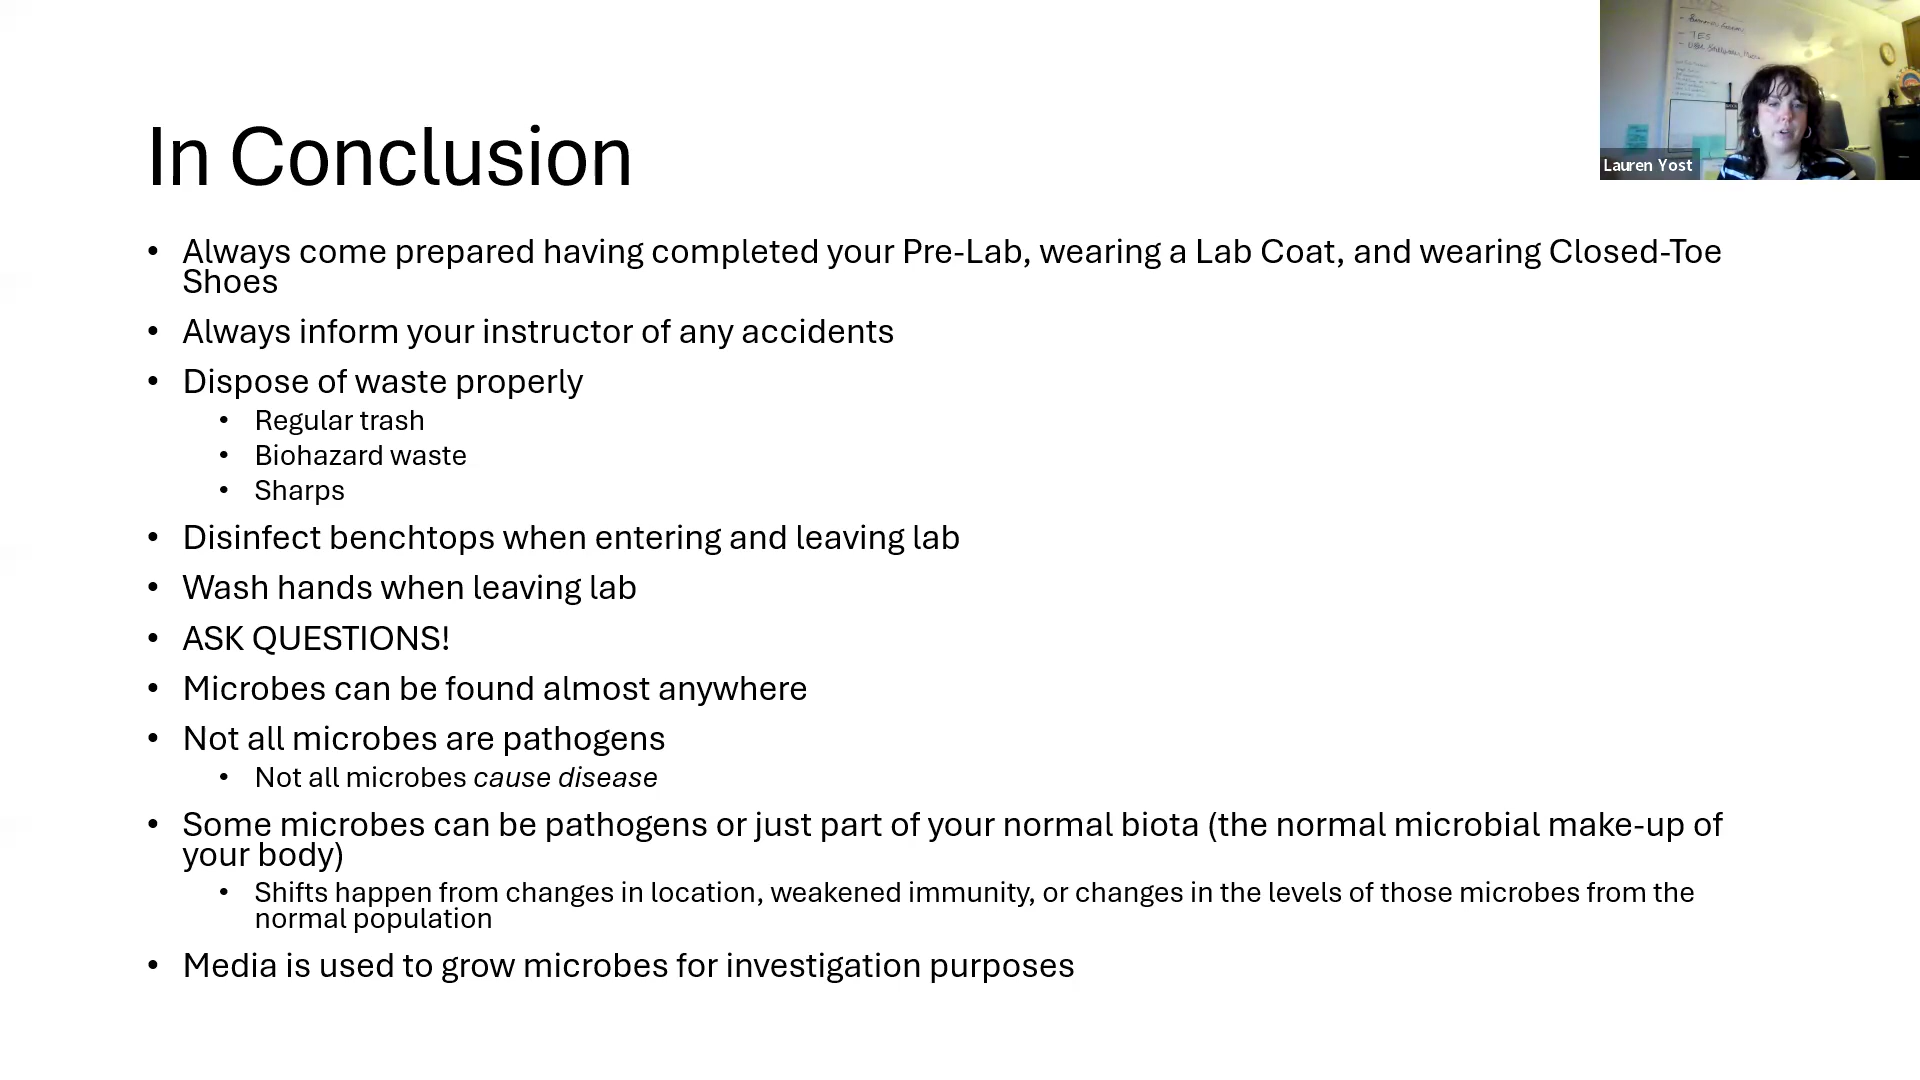 In Conclusion
• Always come prepared having completed your Pre-Lab, wearing a Lab Coat, and wearing Closed-Toe
Shoes
• Always inform your instructor of any accidents
• Dispose of waste properly
• Regular trash
• Biohazard waste
• Sharps
• Disinfect benchtops when entering and leaving lab
• Wash hands when leaving lab
• ASK QUESTIONS!
• Microbes can be found almost anywhere
• Not all microbes are pathogens
• Not all microbes cause disease
• Some microbes can be pathogens or just part of your normal biota (the normal microbial make-up of
your body)
• Shifts happen from changes in location, weakened immunity, or changes in the levels of those microbes from the
normal population
• Media is used to grow microbes for investigation purposes
- TES
Lauren Yost